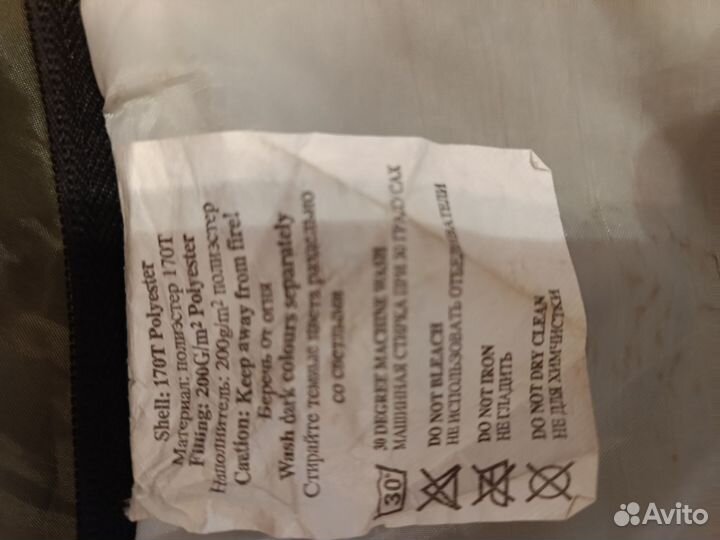 Shell: 170T Polyester
Материал: полиэстер 170T
Filling: 200G/m2 Polyester
Наполнитель: 200g/m² полиэстер
Caution: Keep away from fire!
Беречь от огня
Wash dark colours separately
Стирайте темные цвета раздельно
со светлыми
30°
30 DEGREE MACHINE WASH
МАШИННАЯ СТИРКА ПРИ 30 ГРАДУСАХ
DO NOT BLEACH
НЕ ИСПОЛЬЗОВАТЬ ОТБЕЛИВАТЕЛИ
DO NOT IRON
НЕ ГЛАДИТЬ
DO NOT DRY CLEAN
НЕ ДЛЯ ХИМЧИСТКИ
Avito